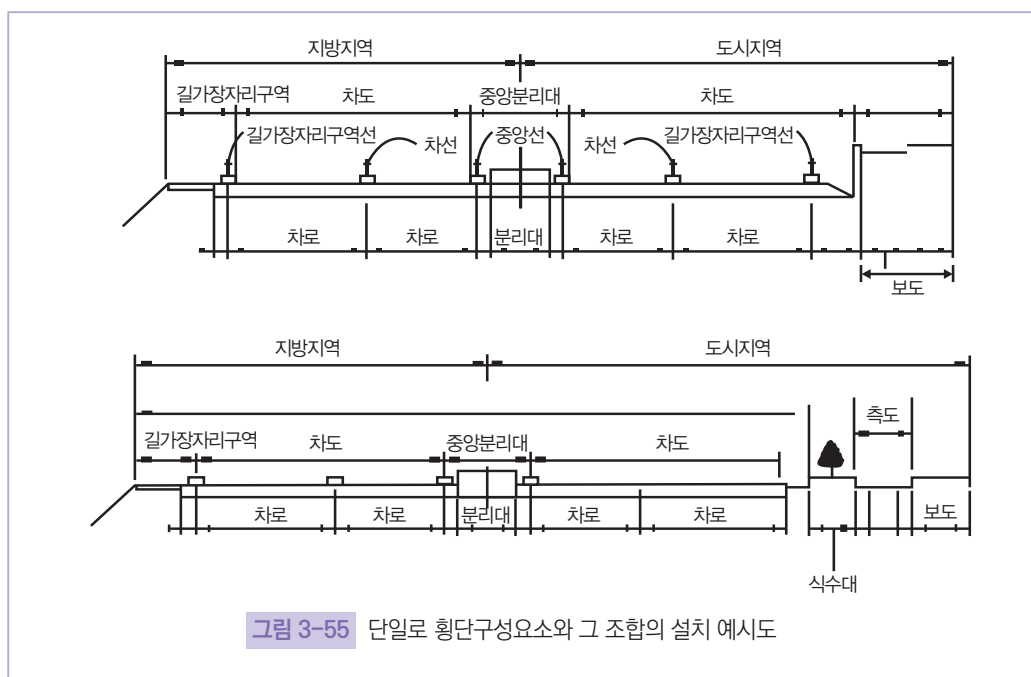 지방지역 도시지역
길가장자리구역 차도 중앙분리대 차도
길가장자리구역선 차선 중앙선 차선 길가장자리구역선
차로 차로 분리대 차로 차로
보도
지방지역 도시지역
측도
길가장자리구역 차도 중앙분리대 차도
차로 차로 분리대 차로 차로 보도
식수대
그림 3-55 단일로 횡단구성요소와 그 조합의 설치 예시도